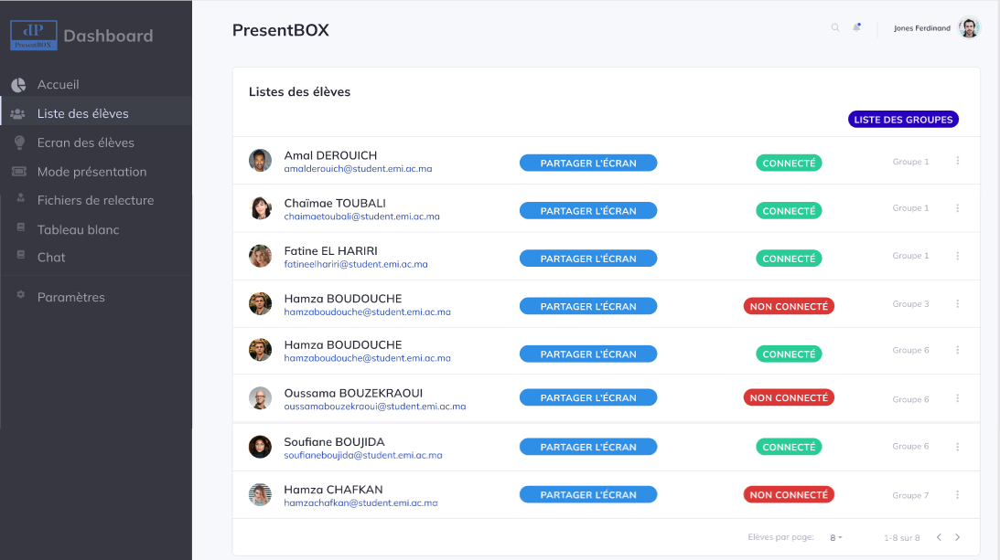 dP
PresentBOX
Dashboard
Accueil
Liste des élèves
Ecran des élèves
Mode présentation
Fichiers de relecture
Tableau blanc
Chat
Paramètres
PresentBOX
Jones Ferdinand
Listes des élèves
LISTE DES GROUPES
Amal DEROUICH
amalderouich@student.emi.ac.ma
PARTAGER L'ÉCRAN
CONNECTÉ
Groupe 1
Chaïmae TOUBALI
chaimaetoubali@student.emi.ac.ma
PARTAGER L'ÉCRAN
CONNECTÉ
Groupe 1
Fatine EL HARIRI
fatineelhariri@student.emi.ac.ma
PARTAGER L'ÉCRAN
CONNECTÉ
Groupe 1
Hamza BOUDOUCHE
hamzaboudouche@student.emi.ac.ma
PARTAGER L'ÉCRAN
NON CONNECTÉ
Groupe 3
Hamza BOUDOUCHE
hamzaboudouche@student.emi.ac.ma
PARTAGER L'ÉCRAN
CONNECTÉ
Groupe 6
Oussama BOUZEKRAOUI
oussamabouzekraoui@student.emi.ac.ma
PARTAGER L'ÉCRAN
NON CONNECTÉ
Groupe 6
Soufiane BOUJIDA
soufianeboujida@student.emi.ac.ma
PARTAGER L'ÉCRAN
CONNECTÉ
Groupe 6
Hamza CHAFKAN
hamzachafkan@student.emi.ac.ma
PARTAGER L'ÉCRAN
NON CONNECTÉ
Groupe 7
Elèves par page: 8
1-8 sur 8